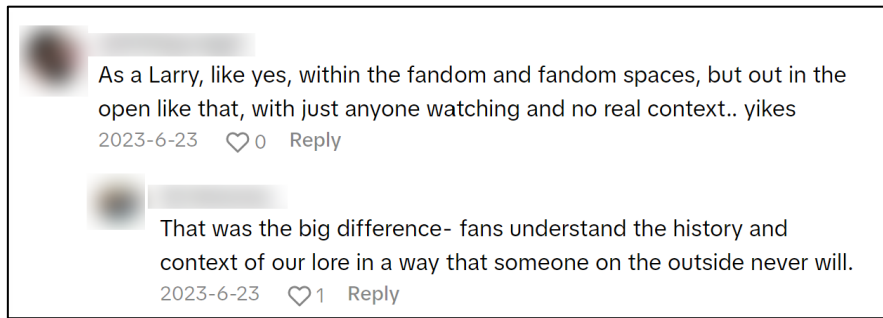 As a Larry, like yes, within the fandom and fandom spaces, but out in the
open like that, with just anyone watching and no real context.. yikes
2023-6-23 0 Reply
That was the big difference- fans understand the history and
context of our lore in a way that someone on the outside never will.
2023-6-23 1 Reply